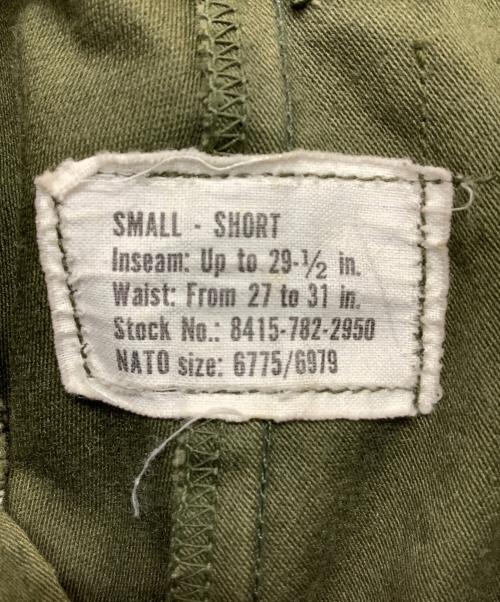 SMALL - SHORT
Inseam: Up to 29-½ in.
Waist: From 27 to 31 in.
Stock No.: 8415-782-2950
NATO size: 6775/6979